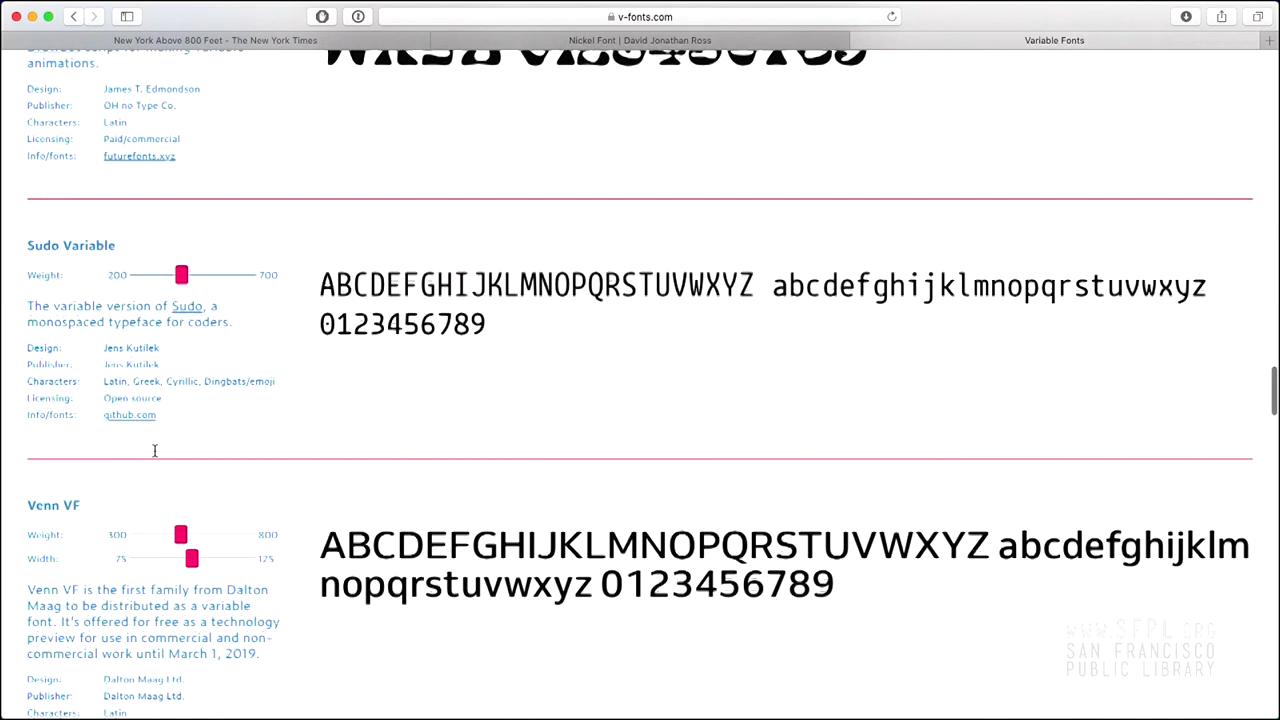 v-fonts.com
New York Above 800 Feet - The New York Times
Nickel Font | David Jonathan Ross
Variable Fonts
animations.
Design: James T. Edmondson
Publisher: OH no Type Co.
Characters: Latin
Licensing: Paid/commercial
Info/fonts: futurefonts.xyz
Sudo Variable
Weight: 200 700
The variable version of Sudo, a
monospaced typeface for coders.
Design: Jens Kutilek
Publisher: Jens Kutilek
Characters: Latin, Greek, Cyrillic, Dingbats/emoji
Licensing: Open source
Info/fonts: github.com
ABCDEFGHIJKLMNOPQRSTUVWXYZ abcdefghijklmnopqrstuvwxyz
0123456789
Venn VF
Weight: 300 800
Width: 75 125
Venn VF is the first family from Dalton
Maag to be distributed as a variable
font. It's offered for free as a technology
preview for use in commercial and non-
commercial work until March 1, 2019.
Design: Dalton Maag Ltd.
Publisher: Dalton Maag Ltd.
Characters: Latin
ABCDEFGHIJKLMNOPQRSTUVWXYZ abcdefghijklm
nopqrstuvwxyz 0123456789
WWW.SFPL.ORG
SAN FRANCISCO
PUBLIC LIBRARY